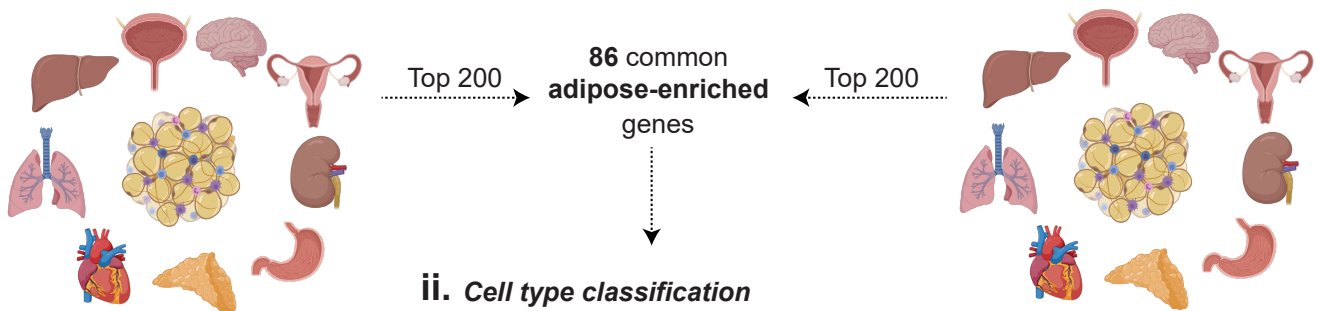 Top 200
86 common
adipose-enriched
genes
Top 200
ii. Cell type classification